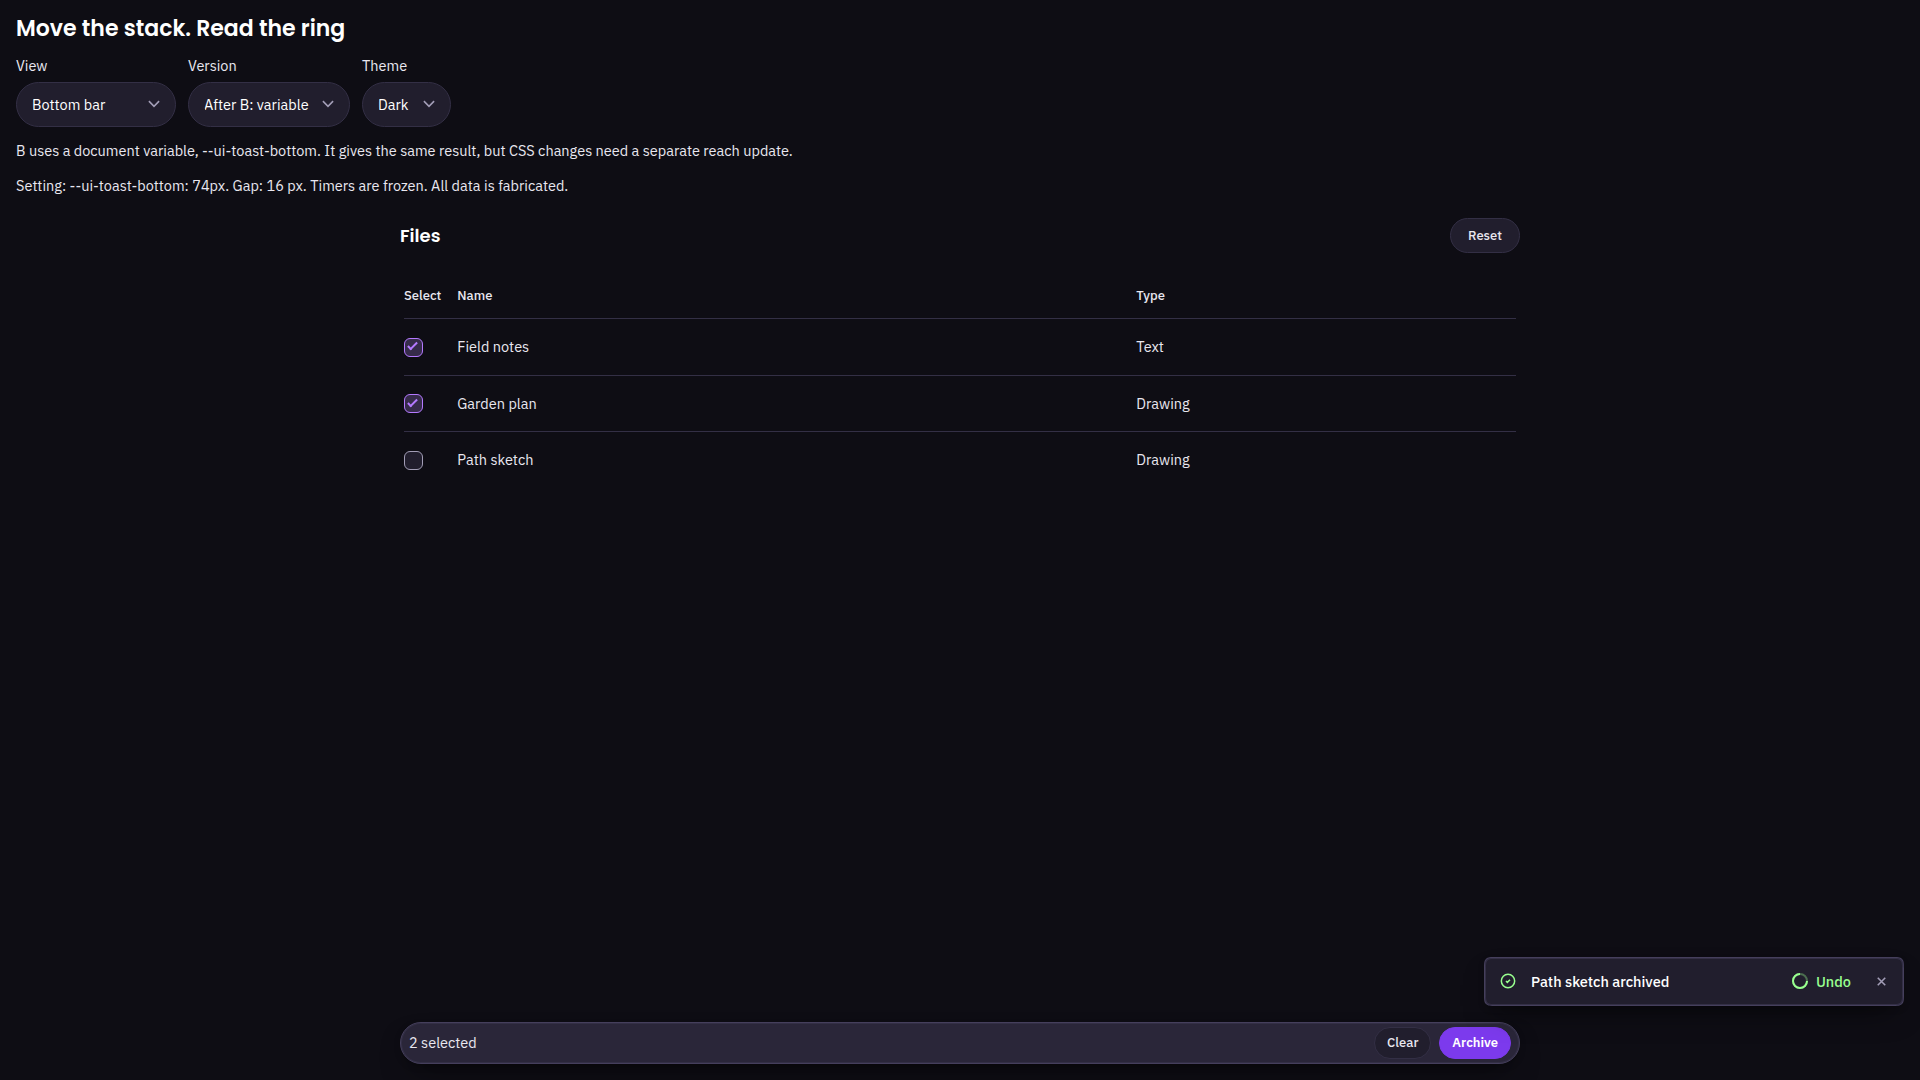 Move the stack. Read the ring
View Version Theme
Bottom bar After B: variable Dark
B uses a document variable, --ui-toast-bottom. It gives the same result, but CSS changes need a separate reach update.
Setting: --ui-toast-bottom: 74px. Gap: 16 px. Timers are frozen. All data is fabricated.
Files Reset
Select Name Type
Field notes Text
Garden plan Drawing
Path sketch Drawing
Path sketch archived Undo
2 selected Clear Archive